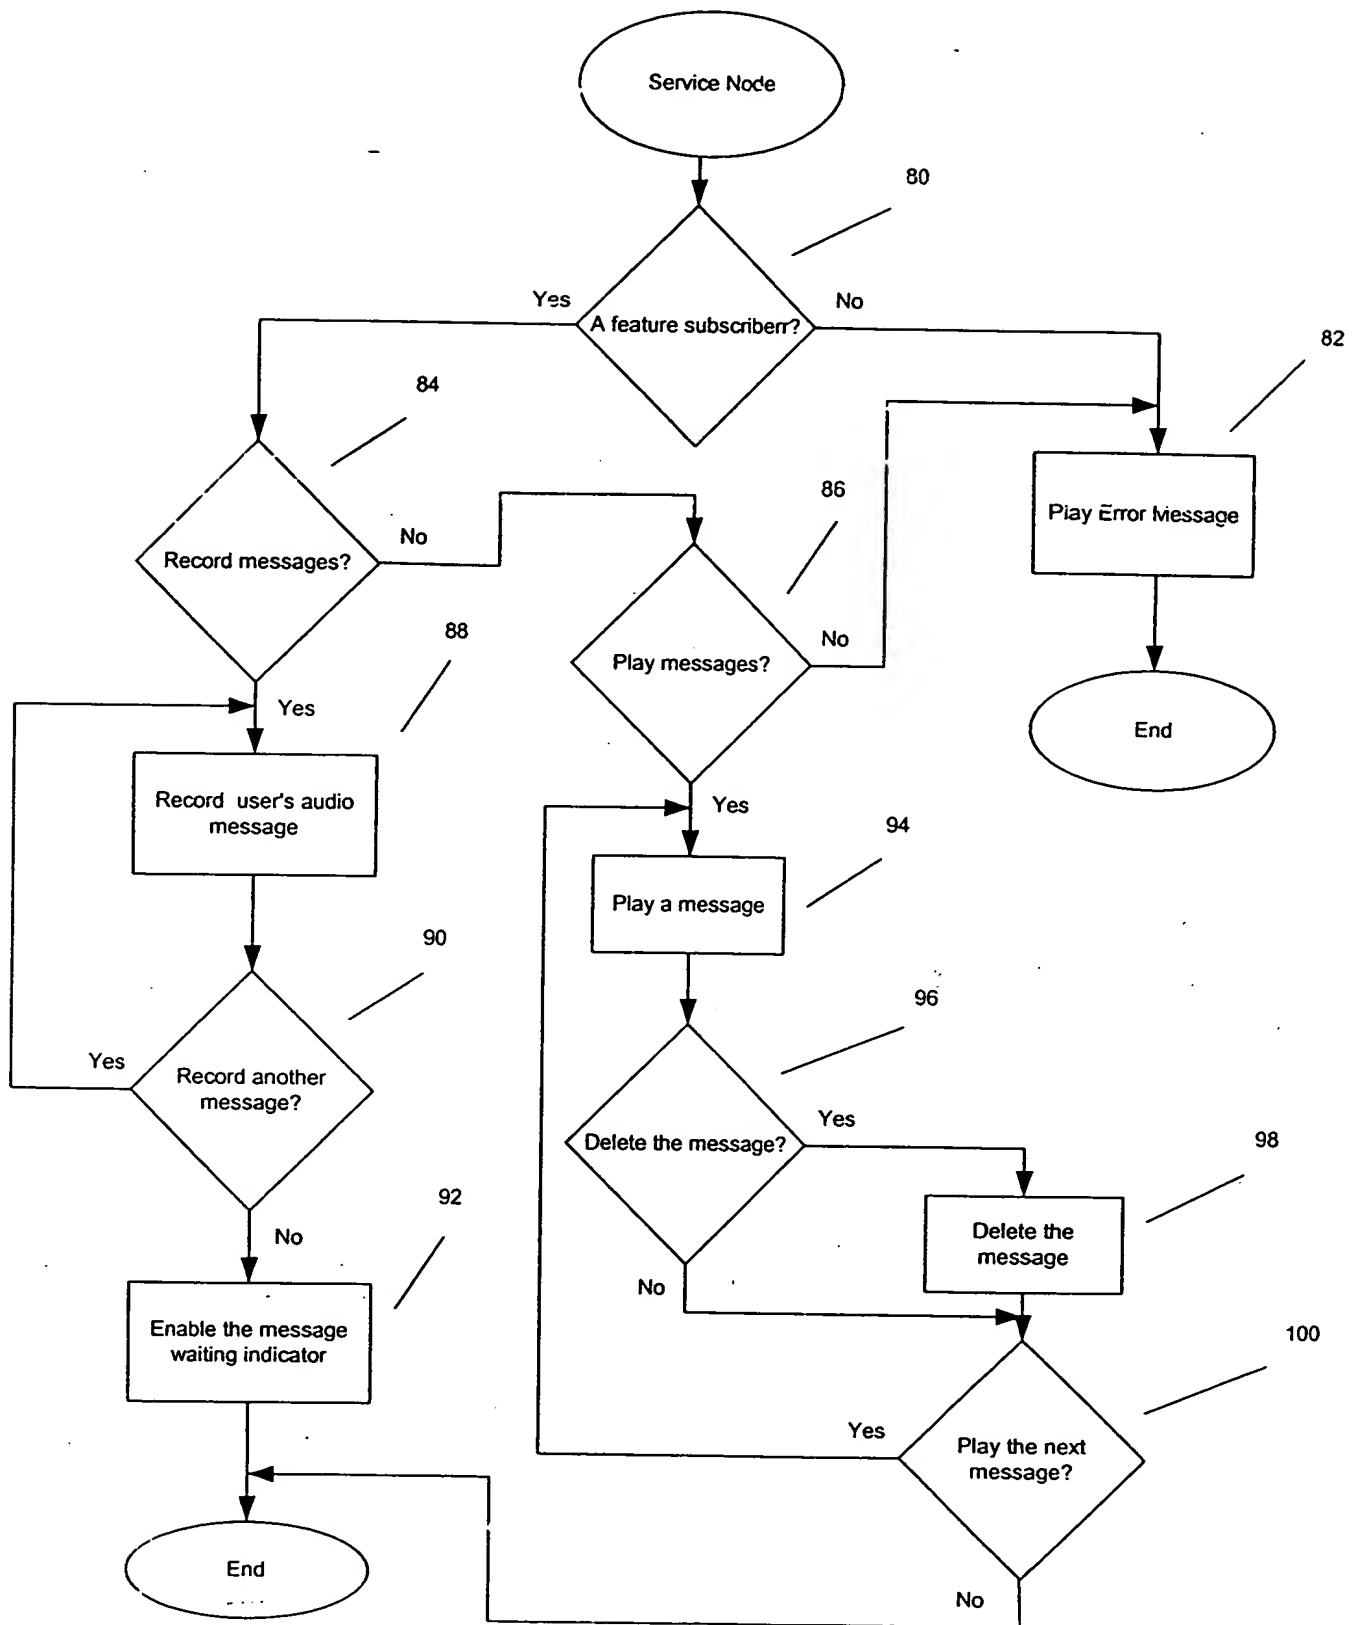 Service Node
80
Yes
No
A feature subscriberr?
82
84
86
Play Error Message
No
Record messages?
88
No
Play messages?
Yes
End
Record user's audio
message
Yes
94
Play a message
90
96
Yes
Record another
message?
Yes
Delete the message?
98
92
No
Delete the
message
No
Enable the message
waiting indicator
100
Yes
Play the next
message?
End
No